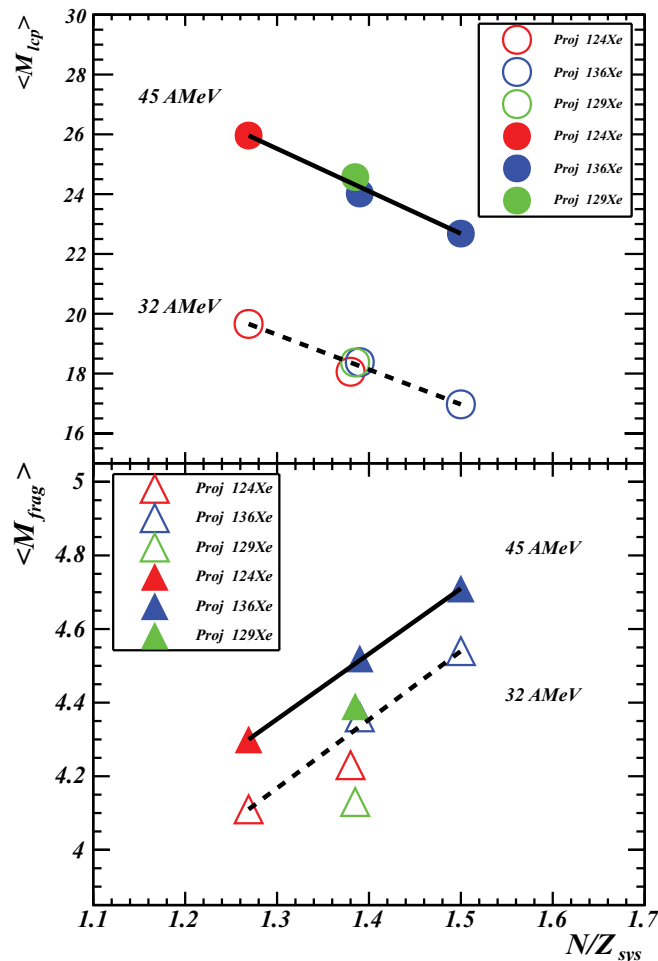 <M_lcp>
30
28
26
24
22
20
18
16
45 AMeV
32 AMeV
Proj 124Xe
Proj 136Xe
Proj 129Xe
Proj 124Xe
Proj 136Xe
Proj 129Xe
<M_frag>
5
4.8
4.6
4.4
4.2
4
Proj 124Xe
Proj 136Xe
Proj 129Xe
Proj 124Xe
Proj 136Xe
Proj 129Xe
45 AMeV
32 AMeV
1.1 1.2 1.3 1.4 1.5 1.6 1.7
N/Z sys